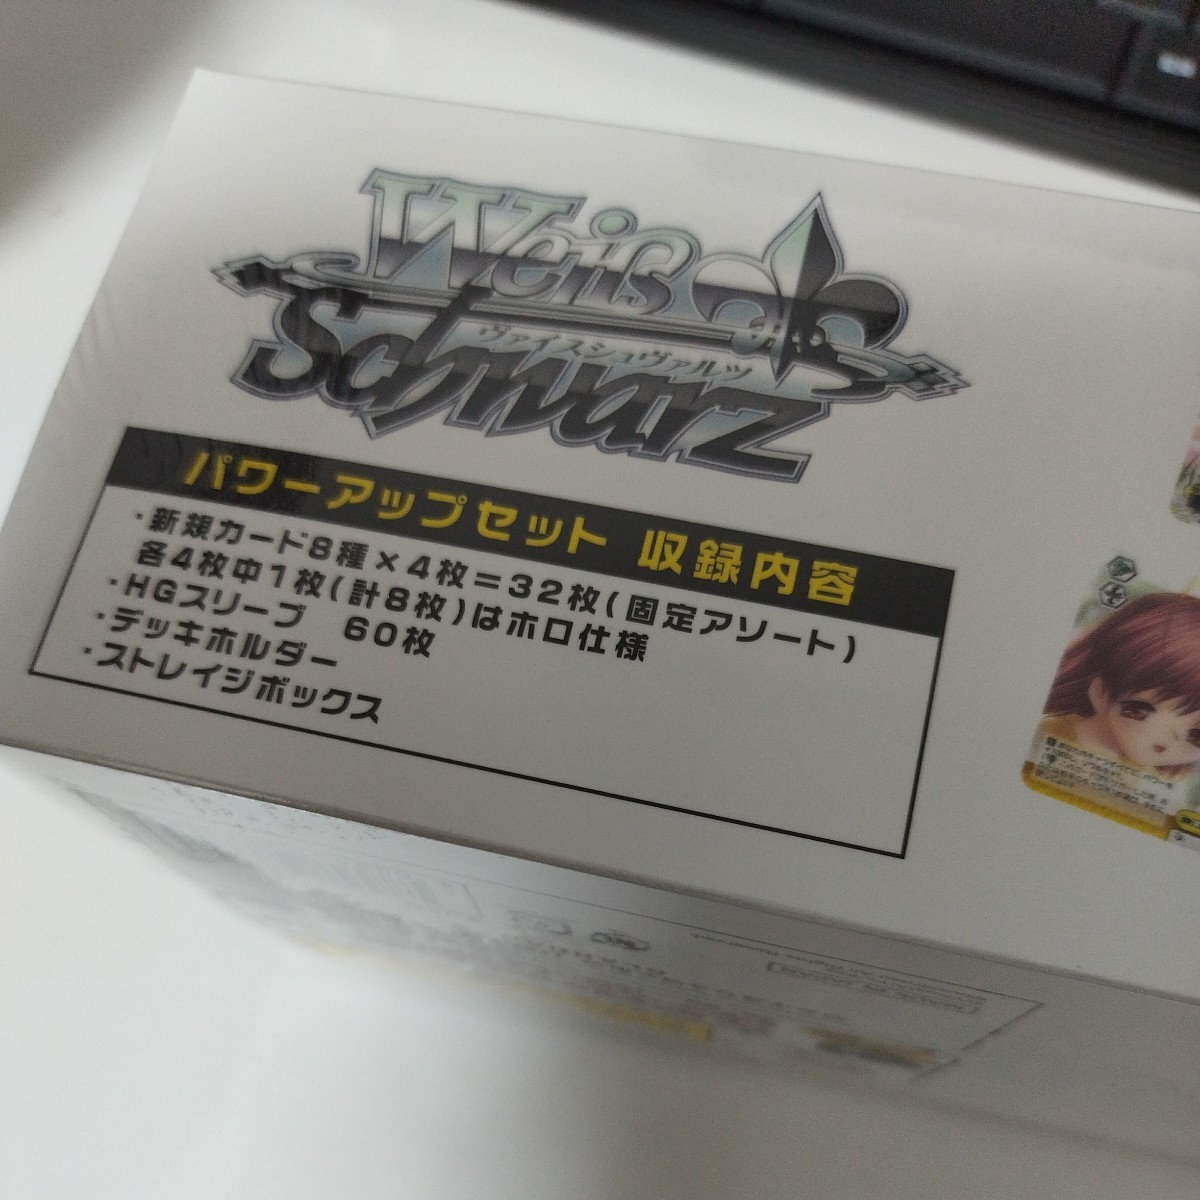 Weiß
ヴァイスシュヴァルツ
Schwarz
パワーアップセット 収録内容
・新規カード8種×4枚=32枚(固定アソート)
各4枚中1枚(計8枚)はホロ仕様
・HGスリーブ 60枚
・デッキホルダー
・ストレイジボックス